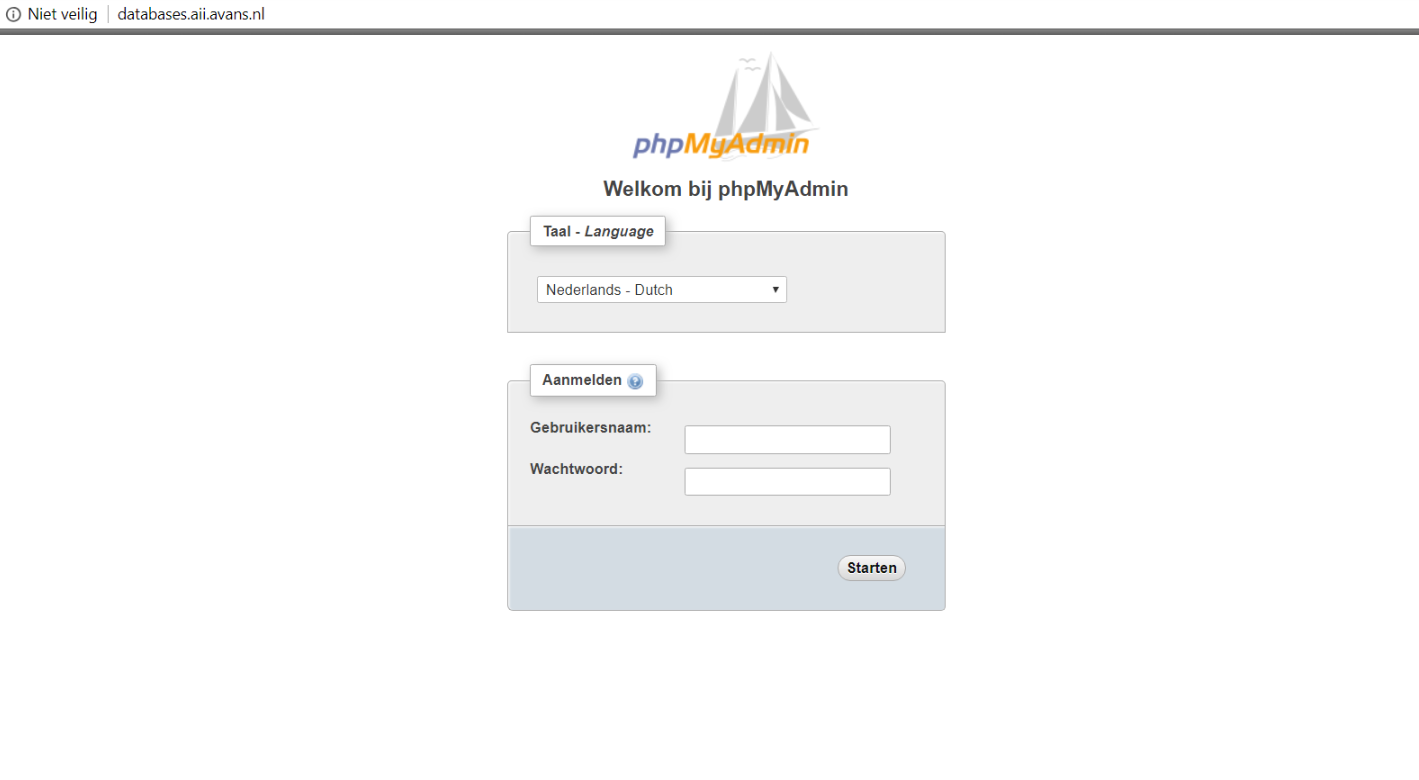 Niet veilig databases.aii.avans.nl
phpMyAdmin
Welkom bij phpMyAdmin
Taal - Language
Nederlands - Dutch
Aanmelden
Gebruikersnaam:
Wachtwoord:
Starten